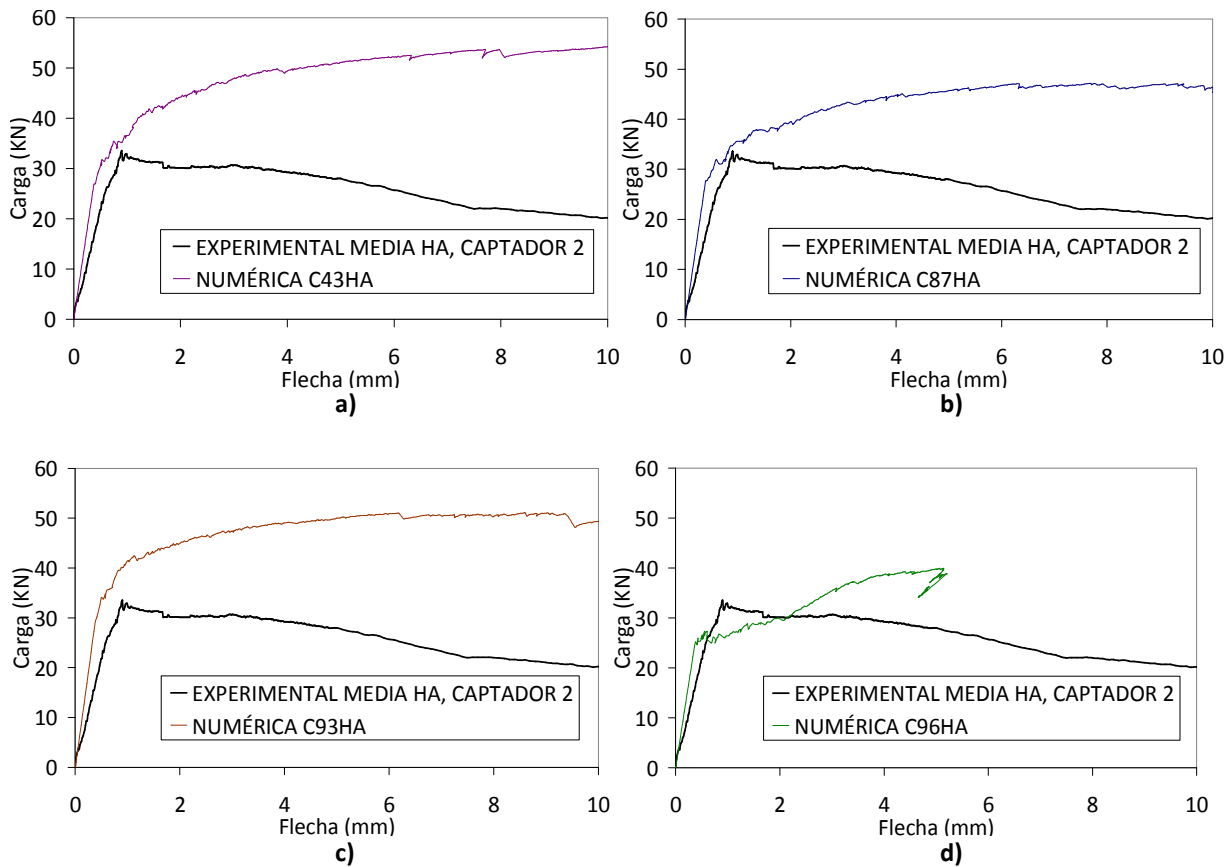 60
50
40
30
20
10
0
Carga (KN)
EXPERIMENTAL MEDIA HA, CAPTADOR 2
NUMÉRICA C43HA
0 2 4 6 8 10
Flecha (mm)
a)
60
50
40
30
20
10
0
Carga (KN)
EXPERIMENTAL MEDIA HA, CAPTADOR 2
NUMÉRICA C87HA
0 2 4 6 8 10
Flecha (mm)
b)
60
50
40
30
20
10
0
Carga (KN)
EXPERIMENTAL MEDIA HA, CAPTADOR 2
NUMÉRICA C93HA
0 2 4 6 8 10
Flecha (mm)
c)
60
50
40
30
20
10
0
Carga (KN)
EXPERIMENTAL MEDIA HA, CAPTADOR 2
NUMÉRICA C96HA
0 2 4 6 8 10
Flecha (mm)
d)